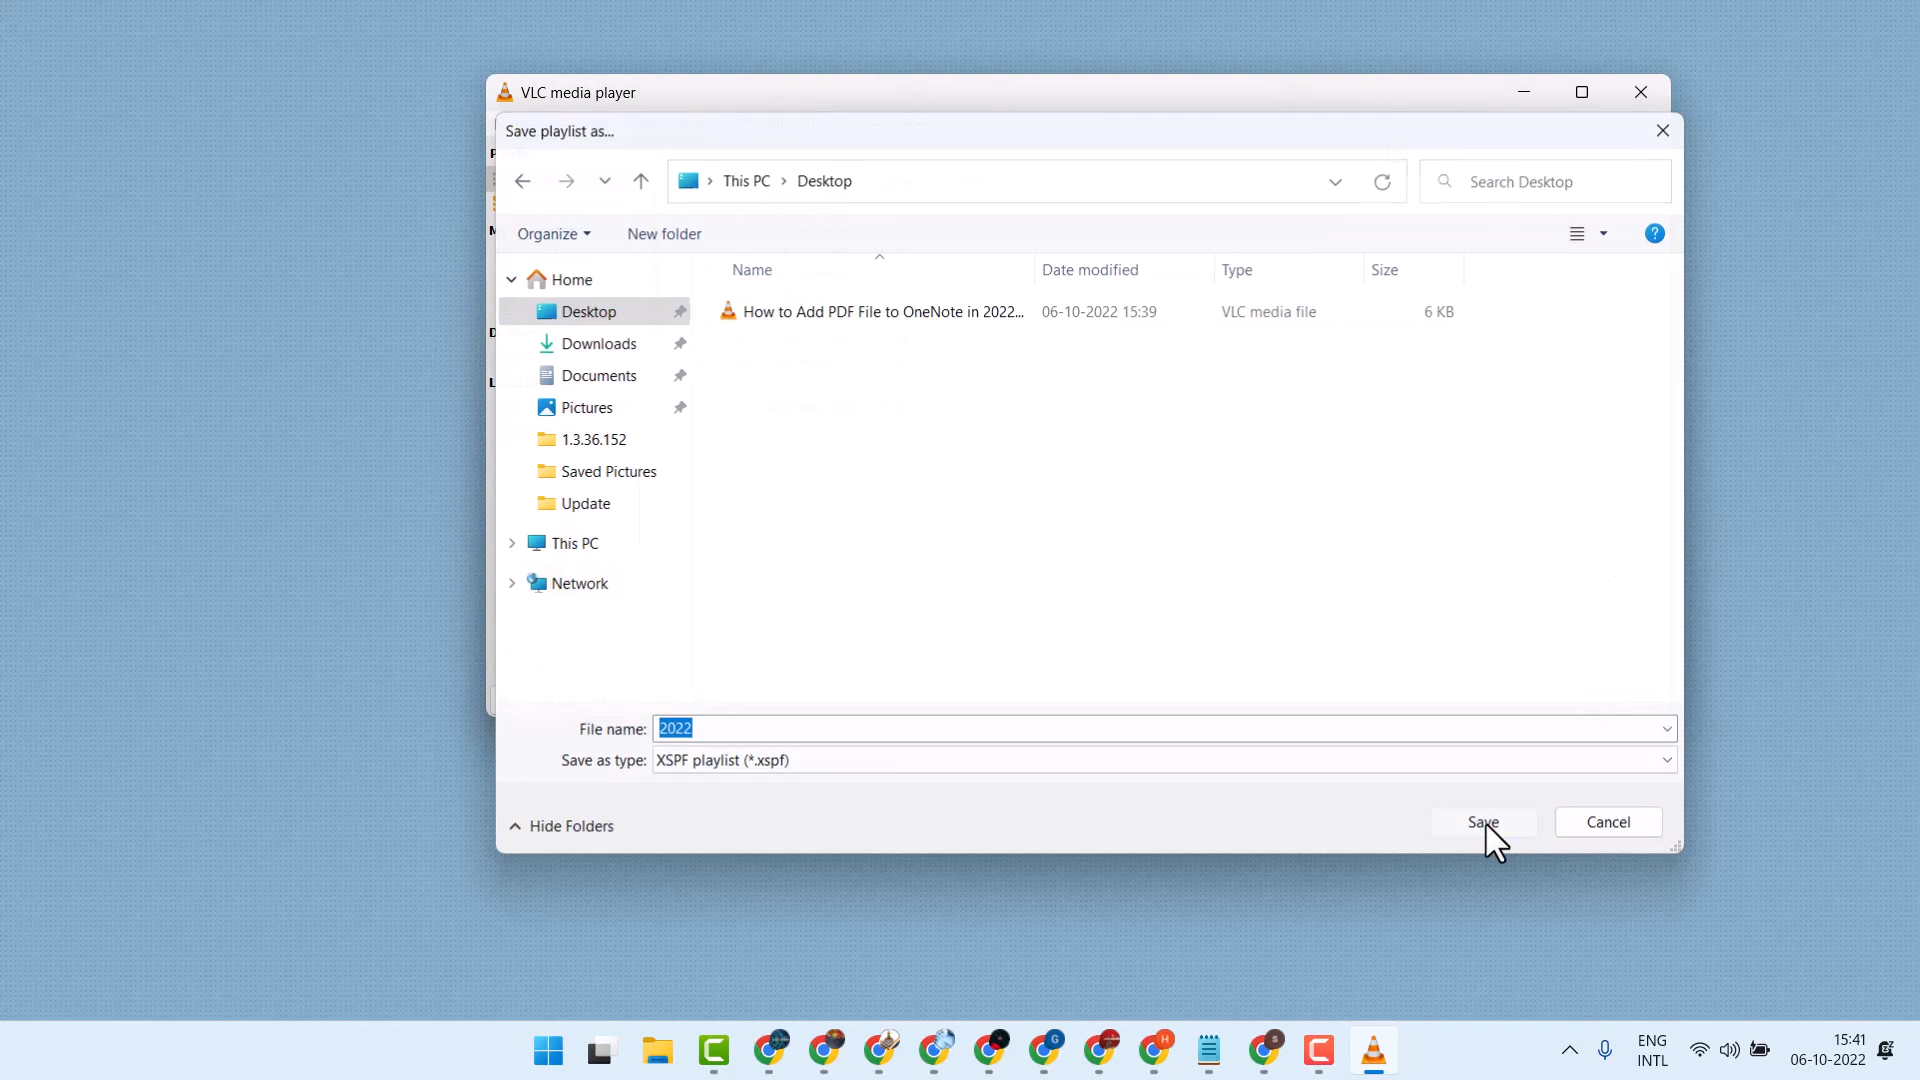 VLC media player
Save playlist as...
This PC
Desktop
Search Desktop
Organize
New folder
Name
Date modified
Type
Size
Home
Desktop
How to Add PDF File to OneNote in 2022...
06-10-2022 15:39
VLC media file
6 KB
Downloads
Documents
Pictures
1.3.36.152
Saved Pictures
Update
This PC
Network
File name:
2022
Save as type:
XSPF playlist (*.xspf)
Hide Folders
Save
Cancel
ENG
INTL
15:41
06-10-2022